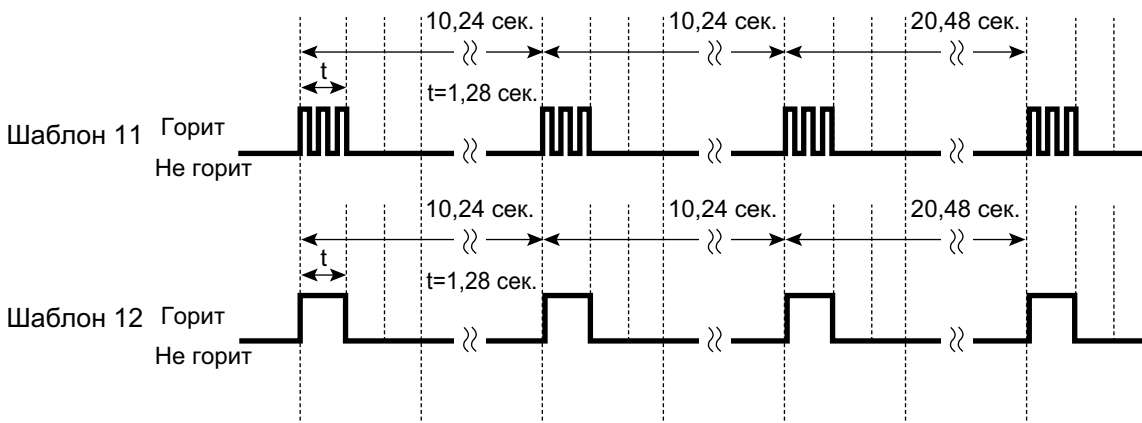 10,24 сек. 10,24 сек. 20,48 сек.
t
t=1,28 сек.
Шаблон 11 Горит
Не горит
10,24 сек. 10,24 сек. 20,48 сек.
t
t=1,28 сек.
Шаблон 12 Горит
Не горит